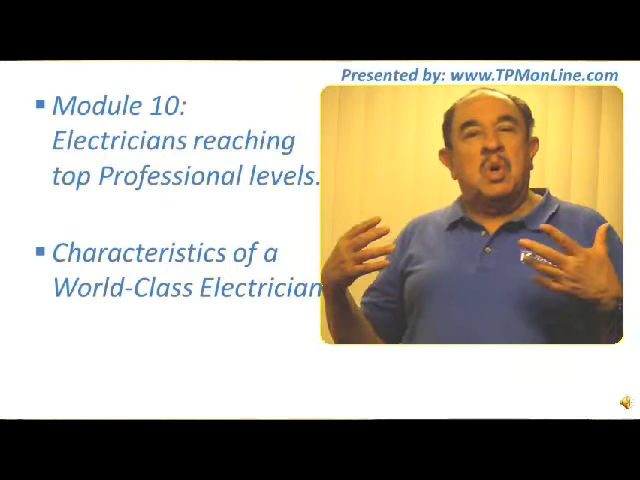 Presented by: www.TPMonLine.com
▪ Module 10:
Electricians reaching
top Professional levels.
▪ Characteristics of a
World-Class Electrician